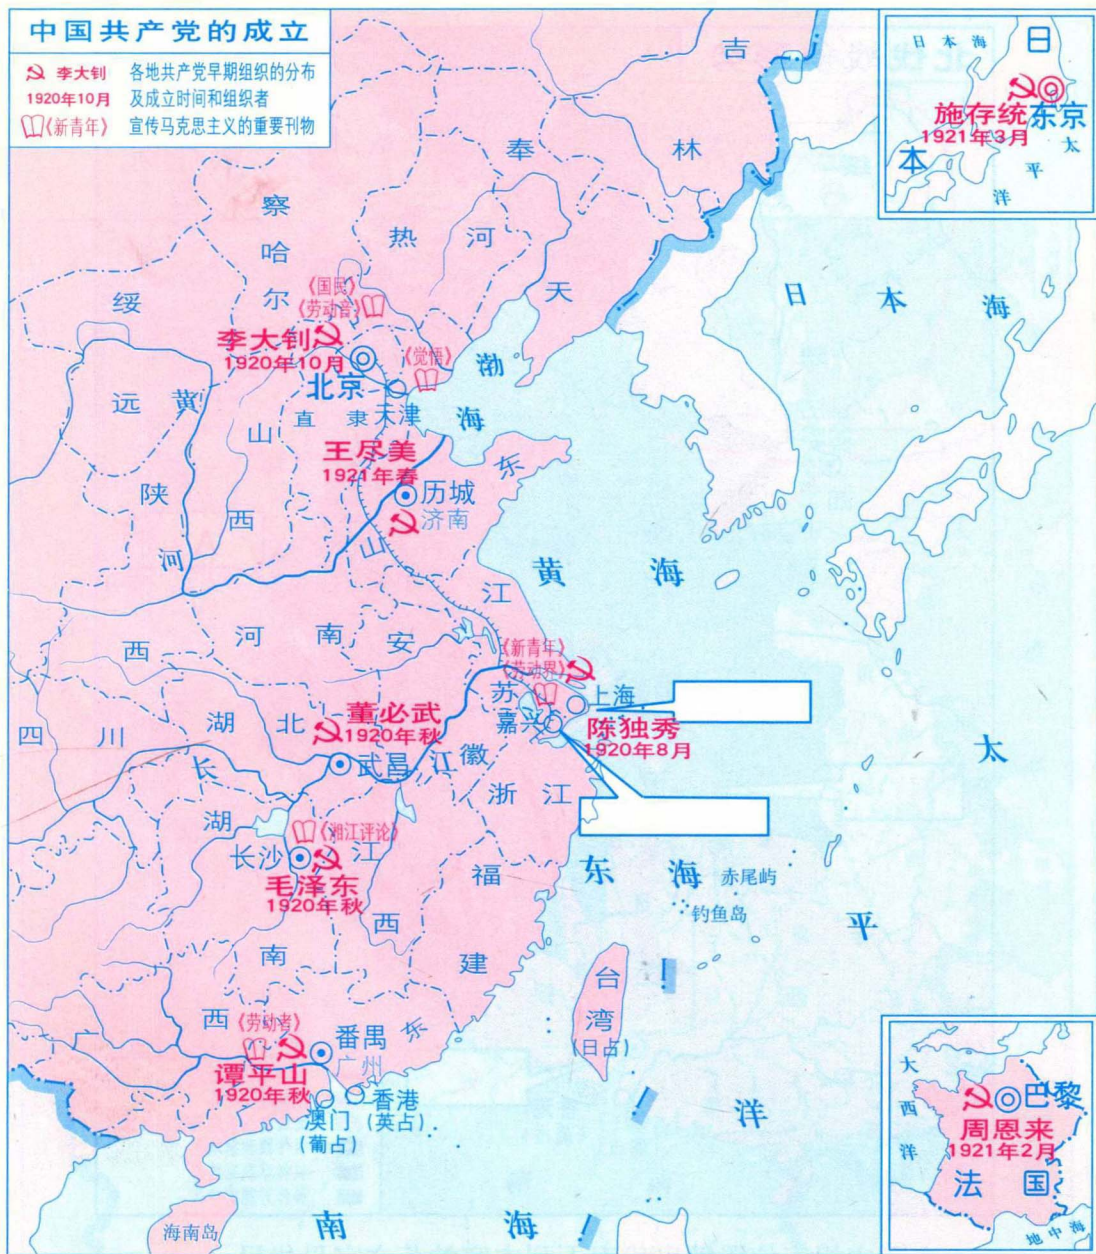 中国共产党的成立
李大钊 各地共产党早期组织的分布
1920年10月 及成立时间和组织者
《新青年》 宣传马克思主义的重要刊物
日本海
日
施存统
东京
1921年3月
本
太
平
洋
吉
林
奉
天
察
哈
尔
热河
绥
远
《国民》
《劳动音》
李大钊
1920年10月
北京
《觉悟》
天津
直隶
渤
海
日本海
黄
河
山
西
陕
西
王尽美
1921年春
历城
济南
山
东
黄海
江
苏
河南
安
徽
《新青年》
《劳动界》
上海
嘉兴
陈独秀
1920年8月
四川
湖北
董必武
1920年秋
武昌
长
江
浙江
湖
南
《湘江评论》
长沙
毛泽东
1920年秋
江
西
福
建
东海
赤尾屿
钓鱼岛
太
平
洋
台
湾
(日占)
广
西
《劳动者》
谭平山
1920年秋
番禺
广州
东
澳门
(葡占)
香港
(英占)
海南岛
南海
大
西
洋
巴黎
周恩来
1921年2月
法国
地中海